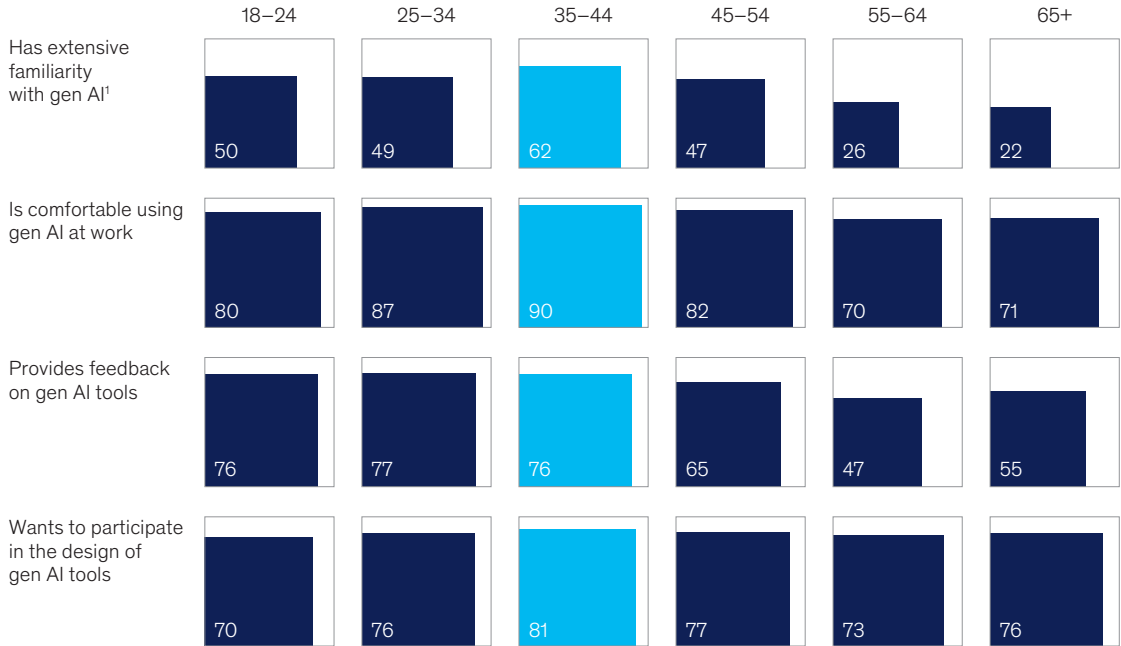 18–24 25–34 35–44 45–54 55–64 65+
Has extensive
familiarity
with gen AI¹
50 49 62 47 26 22
Is comfortable using
gen AI at work
80 87 90 82 70 71
Provides feedback
on gen AI tools
76 77 76 65 47 55
Wants to participate
in the design of
gen AI tools
70 76 81 77 73 76